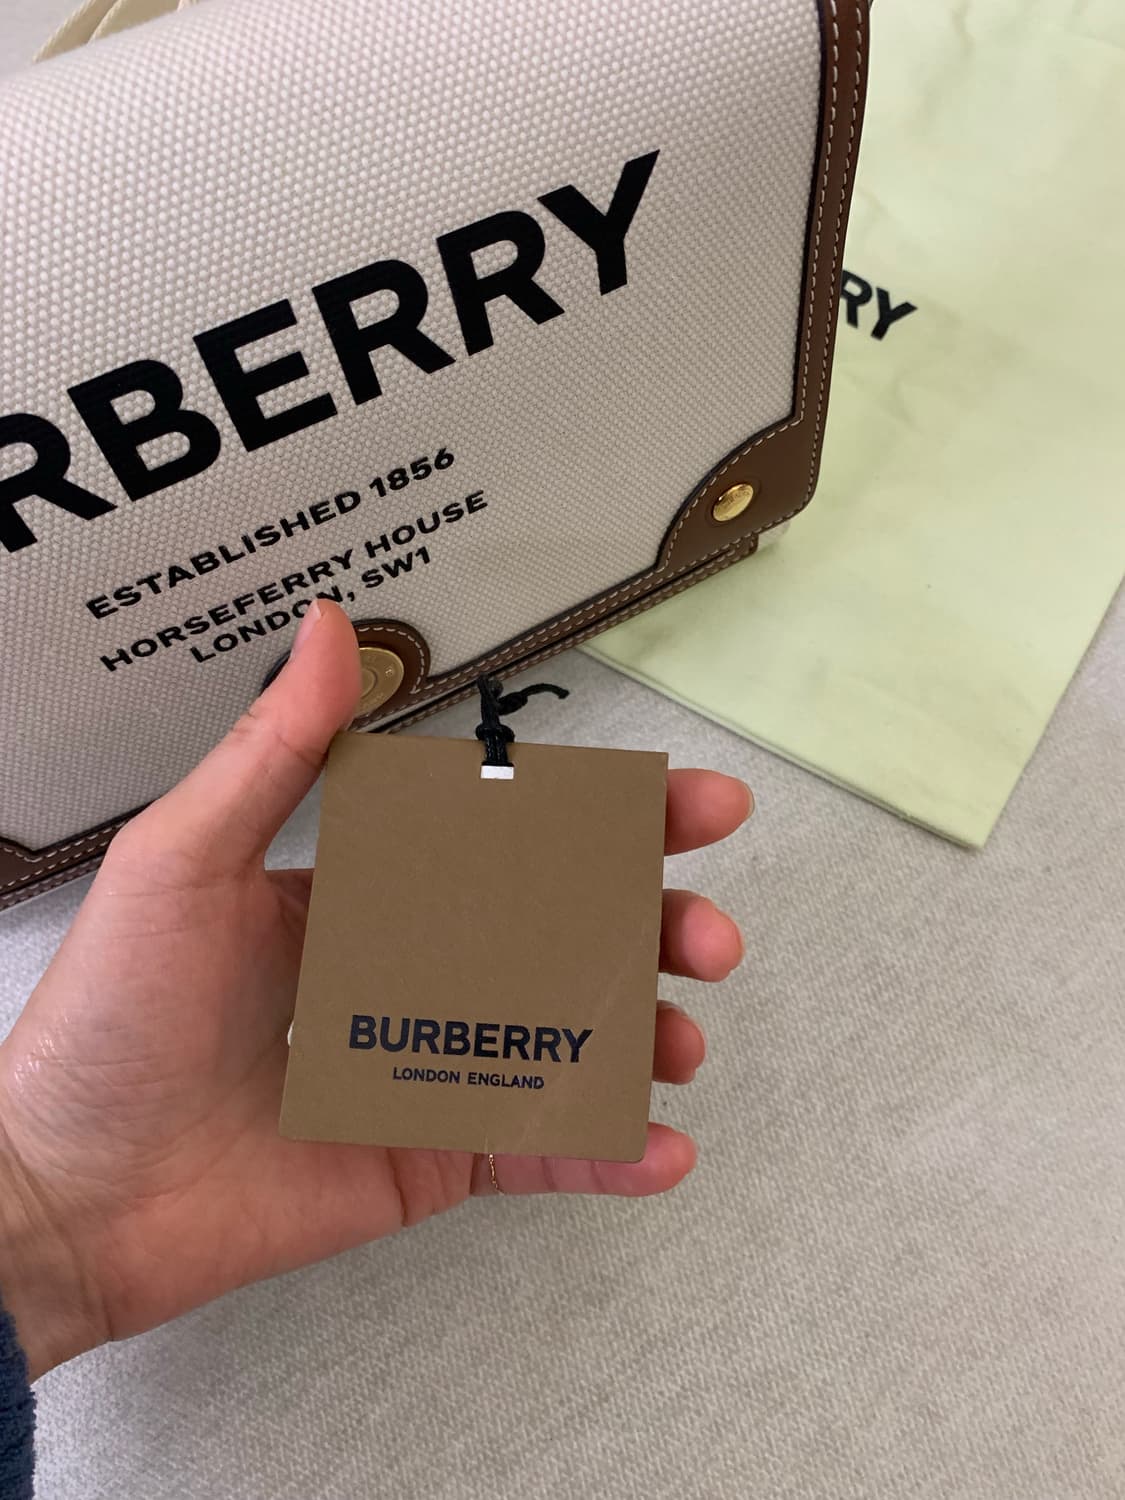 RBERRY
ESTABLISHED 1856
HORSEFERRY HOUSE
LONDON, SW1
RY
BURBERRY
LONDON ENGLAND